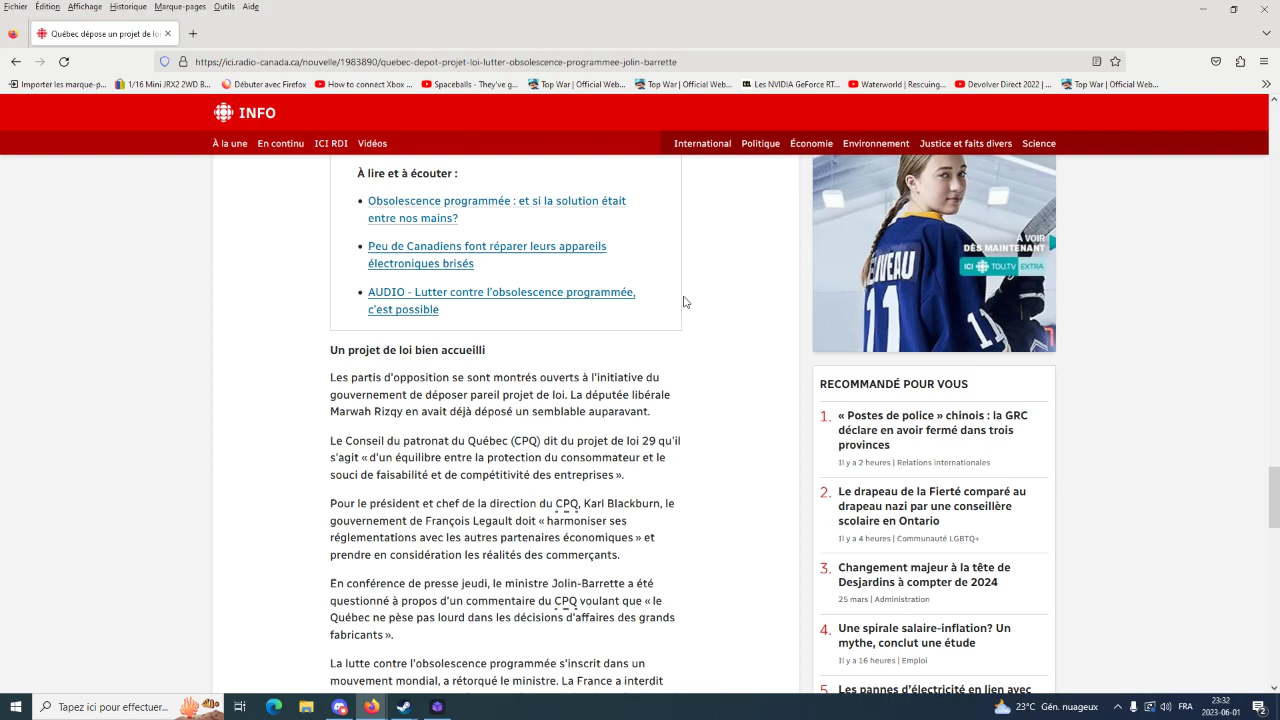 Fichier Édition Affichage Historique Marque-pages Outils Aide
Québec dépose un projet de loi
https://ici.radio-canada.ca/nouvelle/1983890/quebec-depot-projet-loi-lutter-obsolescence-programmee-jolin-barrette
Importer les marque-p... 1/16 Mini JRX2 2WD B... Débuter avec Firefox How to connect Xbox ... Spaceballs - They've g... Top War | Official Web... Top War | Official Web... Les NVIDIA GeForce RT... Waterworld | Rescuing... Devolver Direct 2022 | ... Top War | Official Web...
INFO
À la une En continu ICI RDI Vidéos International Politique Économie Environnement Justice et faits divers Science
À lire et à écouter :
• Obsolescence programmée : et si la solution était
entre nos mains?
• Peu de Canadiens font réparer leurs appareils
électroniques brisés
• AUDIO - Lutter contre l'obsolescence programmée,
c'est possible
Un projet de loi bien accueilli
Les partis d'opposition se sont montrés ouverts à l'initiative du
gouvernement de déposer pareil projet de loi. La députée libérale
Marwah Rizqy en avait déjà déposé un semblable auparavant.
Le Conseil du patronat du Québec (CPQ) dit du projet de loi 29 qu'il
s'agit « d'un équilibre entre la protection du consommateur et le
souci de faisabilité et de compétitivité des entreprises ».
Pour le président et chef de la direction du CPQ, Karl Blackburn, le
gouvernement de François Legault doit « harmoniser ses
réglementations avec les autres partenaires économiques » et
prendre en considération les réalités des commerçants.
En conférence de presse jeudi, le ministre Jolin-Barrette a été
questionné à propos d'un commentaire du CPQ voulant que « le
Québec ne pèse pas lourd dans les décisions d'affaires des grands
fabricants ».
La lutte contre l'obsolescence programmée s'inscrit dans un
mouvement mondial, a rétorqué le ministre. La France a interdit
11
À VOIR
DÈS MAINTENANT
ICI TOU.TV EXTRA
RECOMMANDÉ POUR VOUS
1. « Postes de police » chinois : la GRC
déclare en avoir fermé dans trois
provinces
Il y a 2 heures | Relations internationales
2. Le drapeau de la Fierté comparé au
drapeau nazi par une conseillère
scolaire en Ontario
Il y a 4 heures | Communauté LGBTQ+
3. Changement majeur à la tête de
Desjardins à compter de 2024
25 mars | Administration
4. Une spirale salaire-inflation? Un
mythe, conclut une étude
Il y a 16 heures | Emploi
5. Les pannes d'électricité en lien avec
Tapez ici pour effectuer...
23°C Gén. nuageux
FRA
23:32
2023-06-01